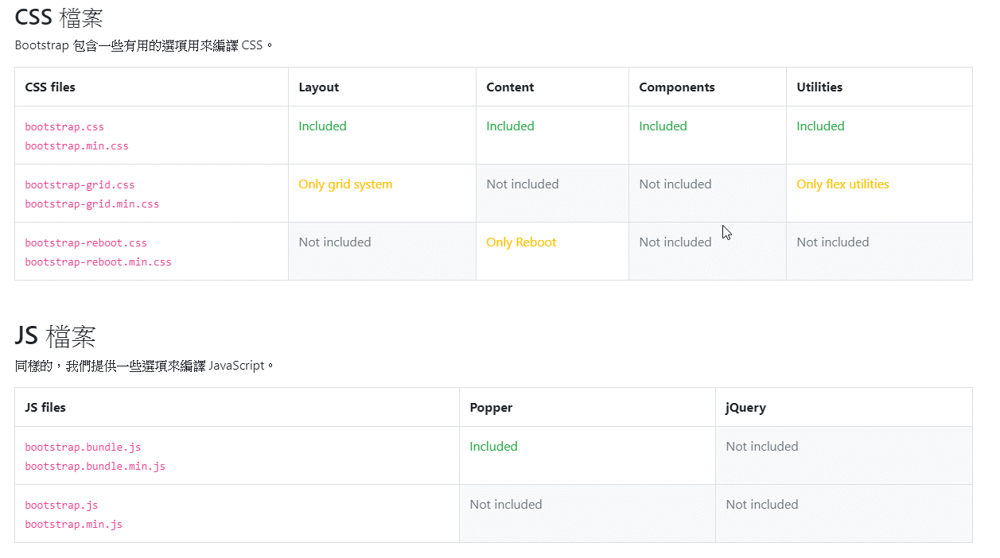 CSS 檔案
Bootstrap 包含一些有用的選項用來編譯 CSS。
CSS files Layout Content Components Utilities
bootstrap.css Included Included Included Included
bootstrap.min.css
bootstrap-grid.css Only grid system Not included Not included Only flex utilities
bootstrap-grid.min.css
bootstrap-reboot.css Not included Only Reboot Not included Not included
bootstrap-reboot.min.css
JS 檔案
同樣的，我們提供一些選項來編譯 JavaScript。
JS files Popper jQuery
bootstrap.bundle.js Included Not included
bootstrap.bundle.min.js
bootstrap.js Not included Not included
bootstrap.min.js